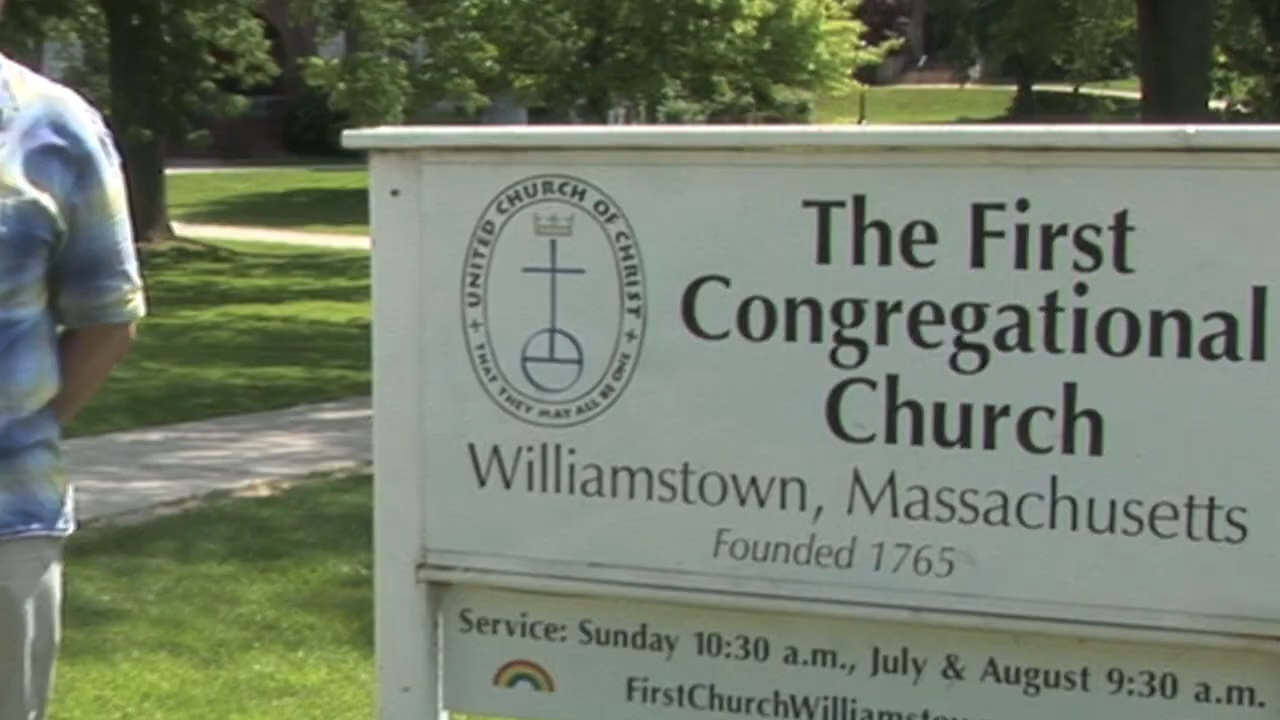 UNITED CHURCH OF CHRIST
THAT THEY MAY ALL BE ONE
The First
Congregational
Church
Williamstown, Massachusetts
Founded 1765
Service: Sunday 10:30 a.m., July & August 9:30 a.m.